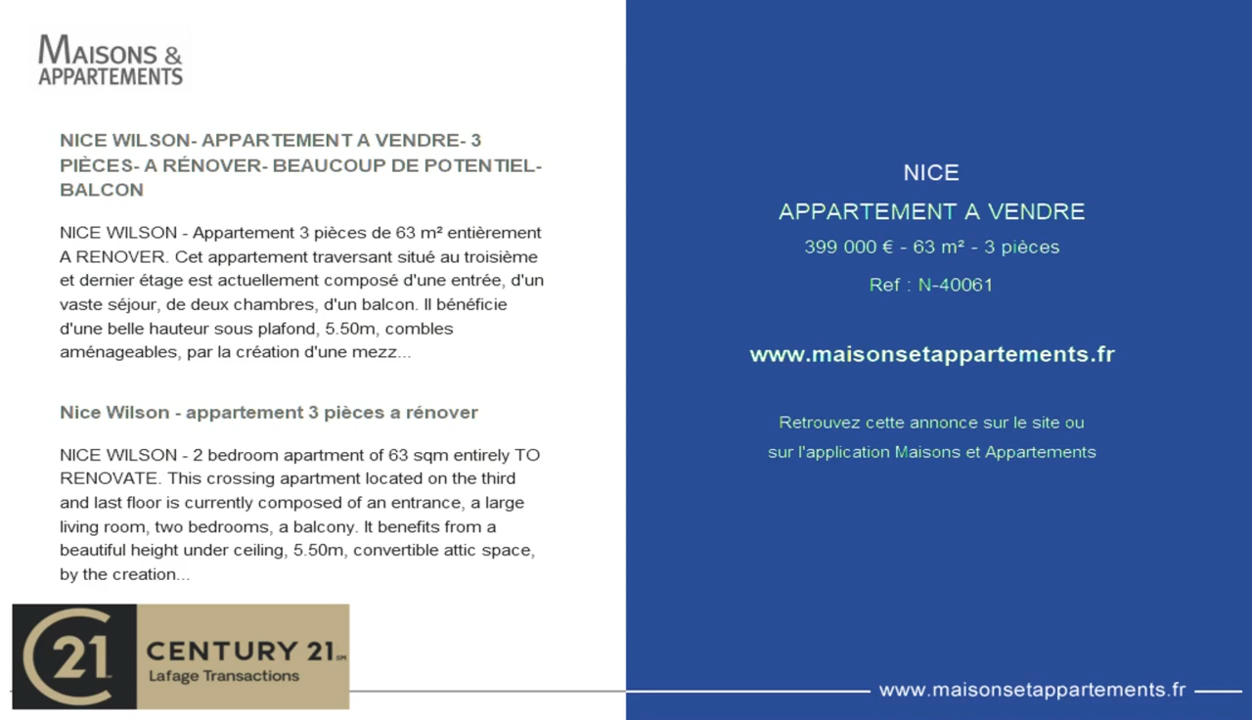 MAISONS &
APPARTEMENTS
NICE WILSON- APPARTEMENT A VENDRE- 3
PIÈCES- A RÉNOVER- BEAUCOUP DE POTENTIEL-
BALCON
NICE WILSON - Appartement 3 pièces de 63 m² entièrement
A RENOVER. Cet appartement traversant situé au troisième
et dernier étage est actuellement composé d'une entrée, d'un
vaste séjour, de deux chambres, d'un balcon. Il bénéficie
d'une belle hauteur sous plafond, 5.50m, combles
aménageables, par la création d'une mezz...
Nice Wilson - appartement 3 pièces a rénover
NICE WILSON - 2 bedroom apartment of 63 sqm entirely TO
RENOVATE. This crossing apartment located on the third
and last floor is currently composed of an entrance, a large
living room, two bedrooms, a balcony. It benefits from a
beautiful height under ceiling, 5.50m, convertible attic space,
by the creation...
C21
CENTURY 21 SM
Lafage Transactions
NICE
APPARTEMENT A VENDRE
399 000 € - 63 m² - 3 pièces
Ref : N-40061
www.maisonsetappartements.fr
Retrouvez cette annonce sur le site ou
sur l'application Maisons et Appartements
www.maisonsetappartements.fr